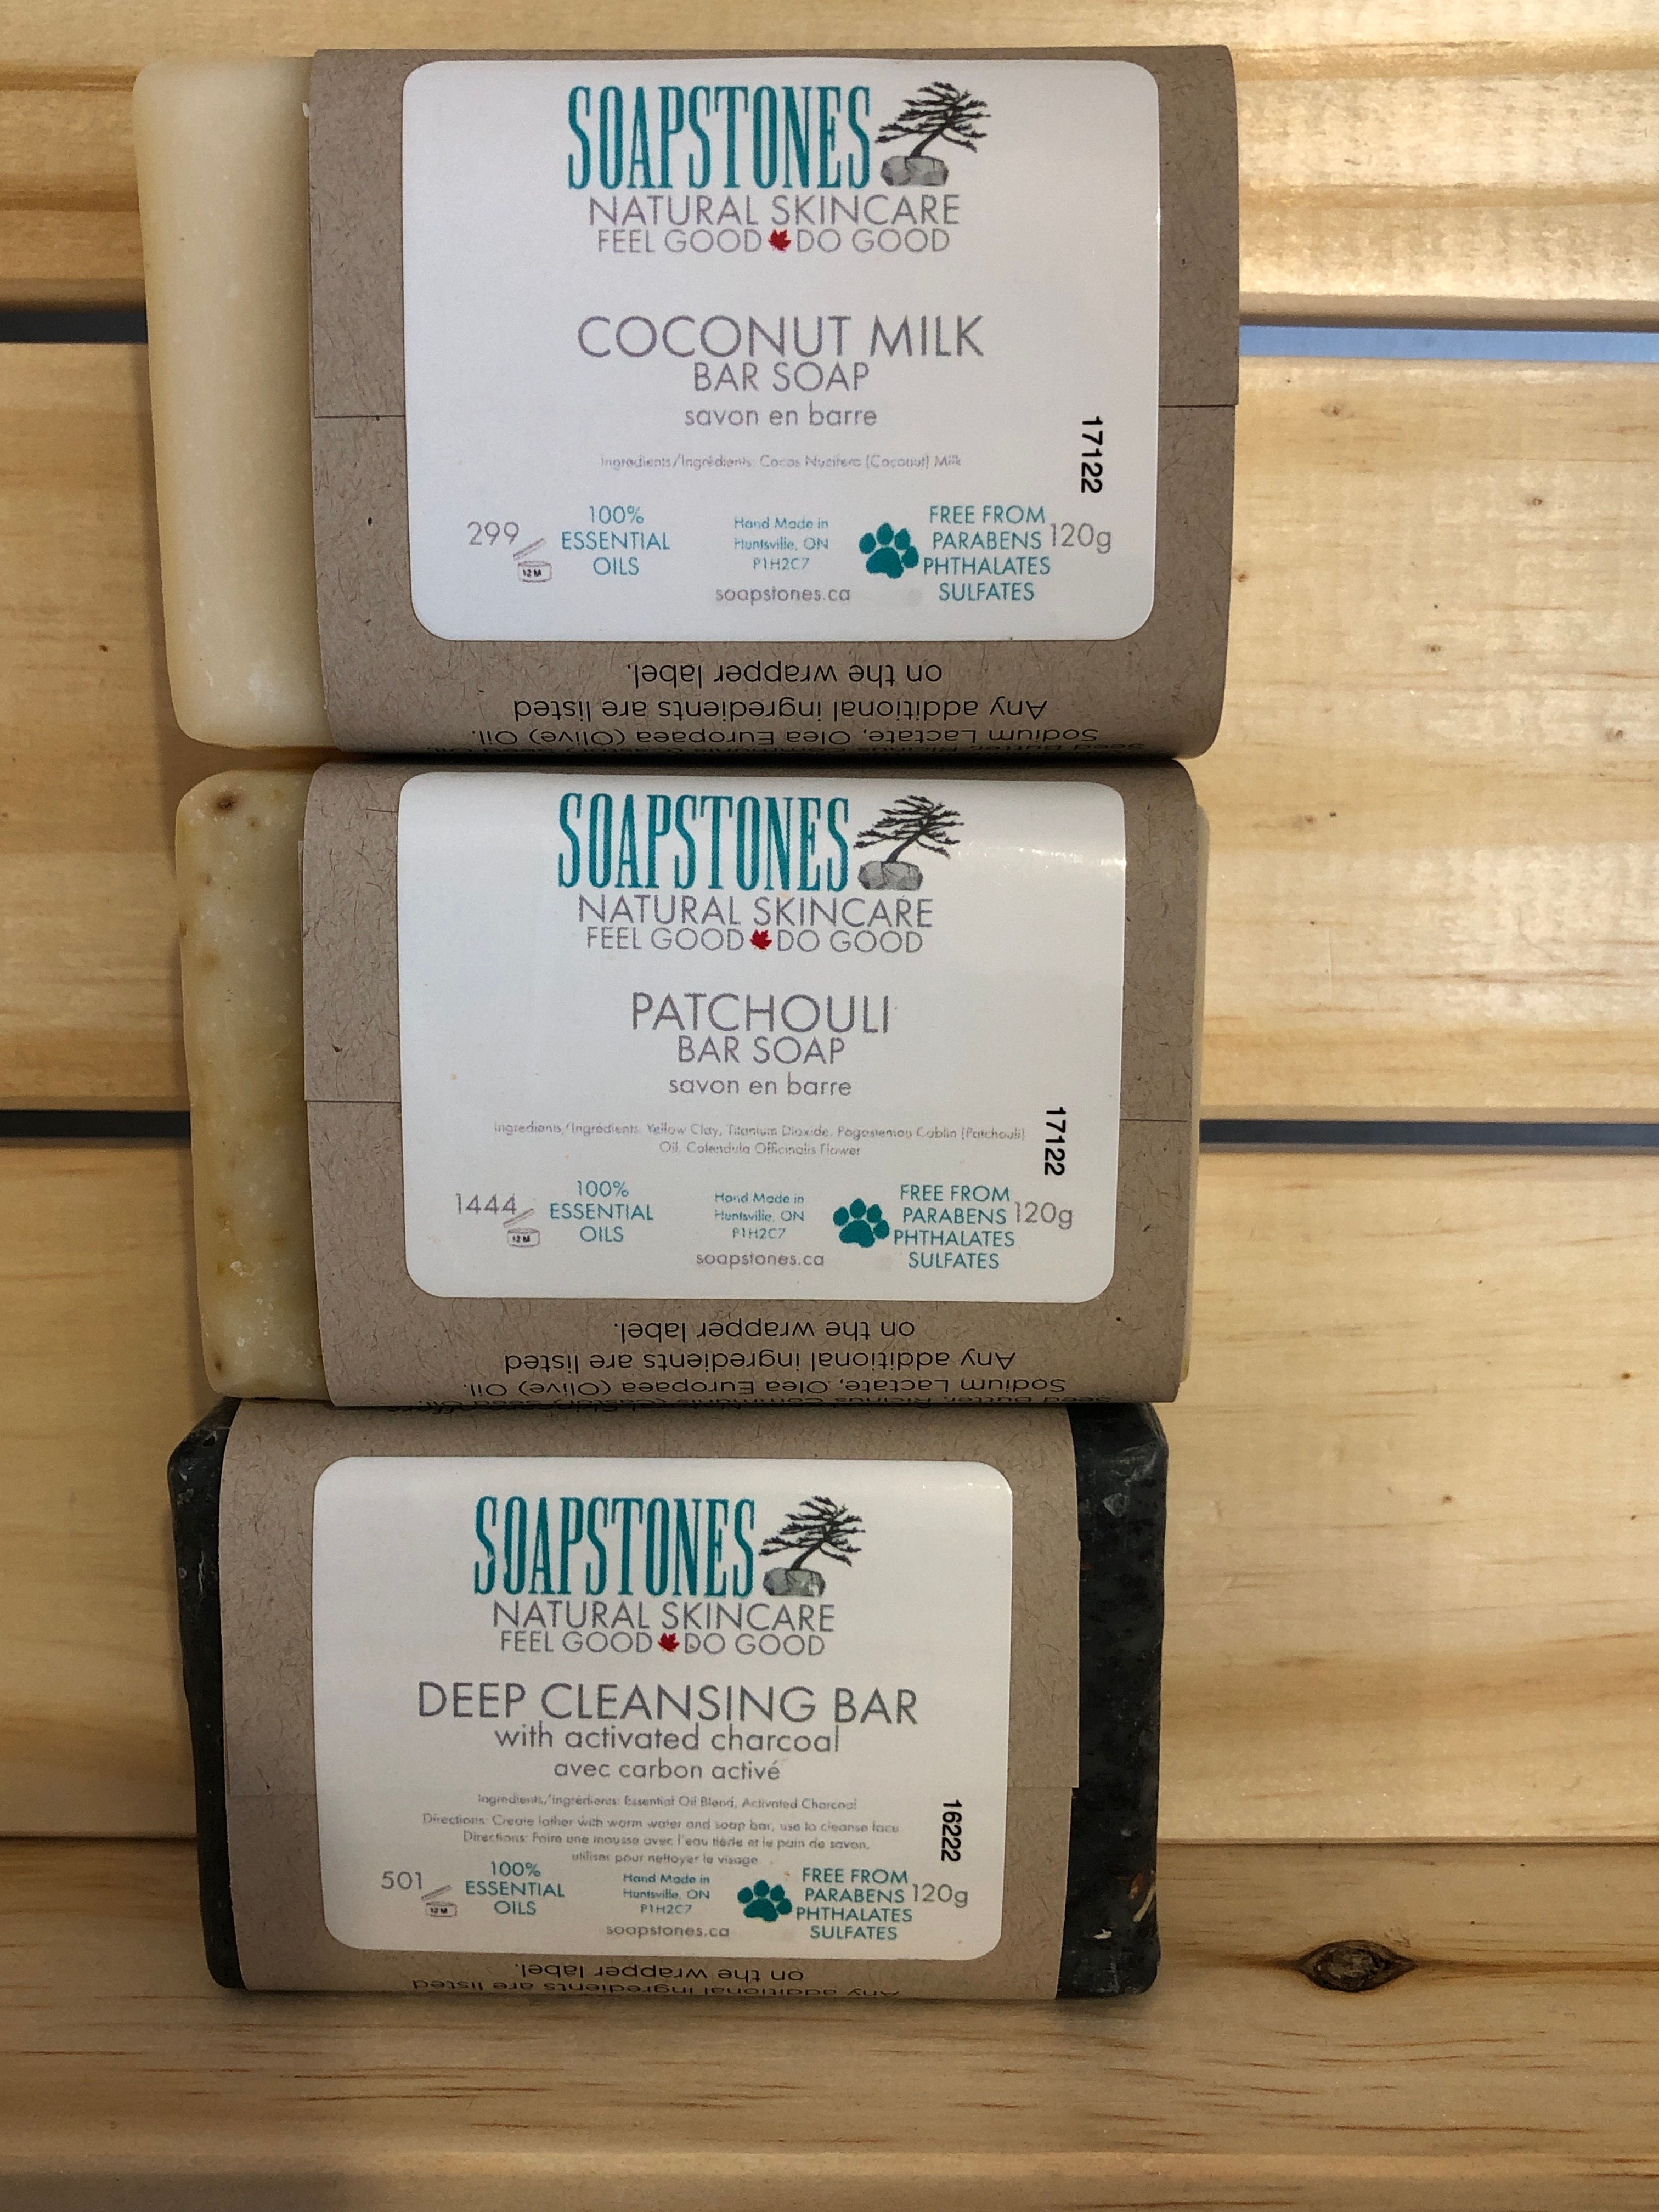 SOAPSTONES
NATURAL SKINCARE
FEEL GOOD DO GOOD
COCONUT MILK
BAR SOAP
savon en barre
Ingredients/Ingrédients: Cocos Nucifera (Coconut) Milk
17122
299
12M
100%
ESSENTIAL
OILS
Hand Made in
Huntsville, ON
P1H2C7
soapstones.ca
FREE FROM
PARABENS
PHTHALATES
SULFATES
120g
Sodium Lactate, Olea Europaea (Olive) Oil.
Any additional ingredients are listed
on the wrapper label.
SOAPSTONES
NATURAL SKINCARE
FEEL GOOD DO GOOD
PATCHOULI
BAR SOAP
savon en barre
Ingredients/Ingrédients: Yellow Clay, Titanium Dioxide, Pogostemon Cablin (Patchouli)
Oil, Calendula Officinalis Flower
17122
1444
12M
100%
ESSENTIAL
OILS
Hand Made in
Huntsville, ON
P1H2C7
soapstones.ca
FREE FROM
PARABENS
PHTHALATES
SULFATES
120g
Sodium Lactate, Olea Europaea (Olive) Oil.
Any additional ingredients are listed
on the wrapper label.
SOAPSTONES
NATURAL SKINCARE
FEEL GOOD DO GOOD
DEEP CLEANSING BAR
with activated charcoal
avec carbon activé
Ingredients/Ingrédients: Essential Oil Blend, Activated Charcoal
Directions: Create lather with warm water and soap bar, use to cleanse face
Directions: Faire une mousse avec l'eau tiède et le pain de savon,
utiliser pour nettoyer le visage
16222
501
12M
100%
ESSENTIAL
OILS
Hand Made in
Huntsville, ON
P1H2C7
soapstones.ca
FREE FROM
PARABENS
PHTHALATES
SULFATES
120g
Any additional ingredients are listed
on the wrapper label.